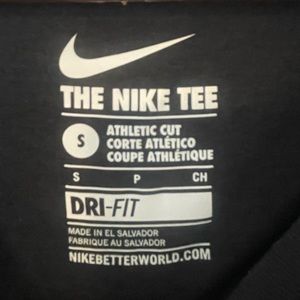 THE NIKE TEE
S
ATHLETIC CUT
CORTE ATLÉTICO
COUPE ATHLÉTIQUE
S P CH
DRI-FIT
MADE IN EL SALVADOR
FABRIQUE AU SALVADOR
NIKEBETTERWORLD.COM